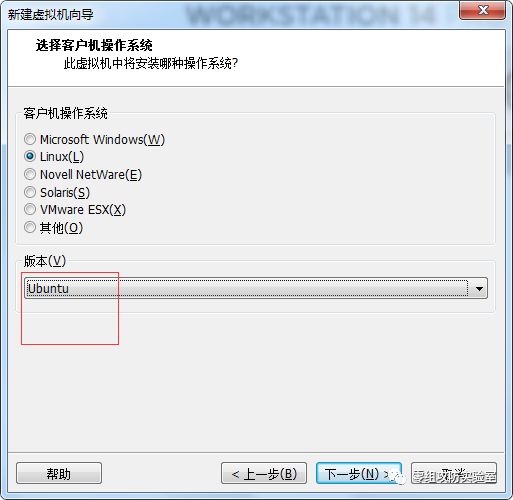 新建虚拟机向导
WORKSTATION 14
选择客户机操作系统
此虚拟机中将安装哪种操作系统?
客户机操作系统
Microsoft Windows(W)
Linux(L)
Novell NetWare(E)
Solaris(S)
VMware ESX(X)
其他(O)
版本(V)
Ubuntu
帮助
< 上一步(B)
下一步(N) >
取消
零组攻防实验室